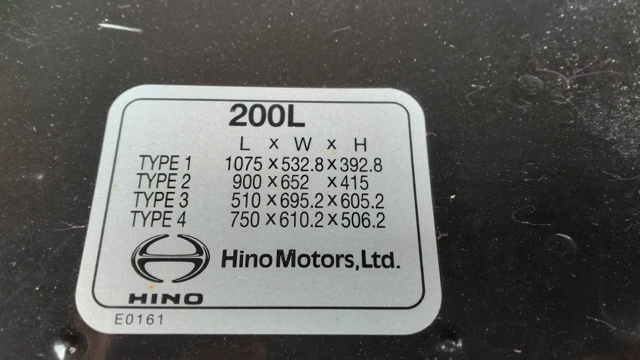 200L
L x W x H
TYPE 1 1075 x 532.8 x 392.8
TYPE 2 900 x 652 x 415
TYPE 3 510 x 695.2 x 605.2
TYPE 4 750 x 610.2 x 506.2
Hino Motors, Ltd.
HINO
E0161